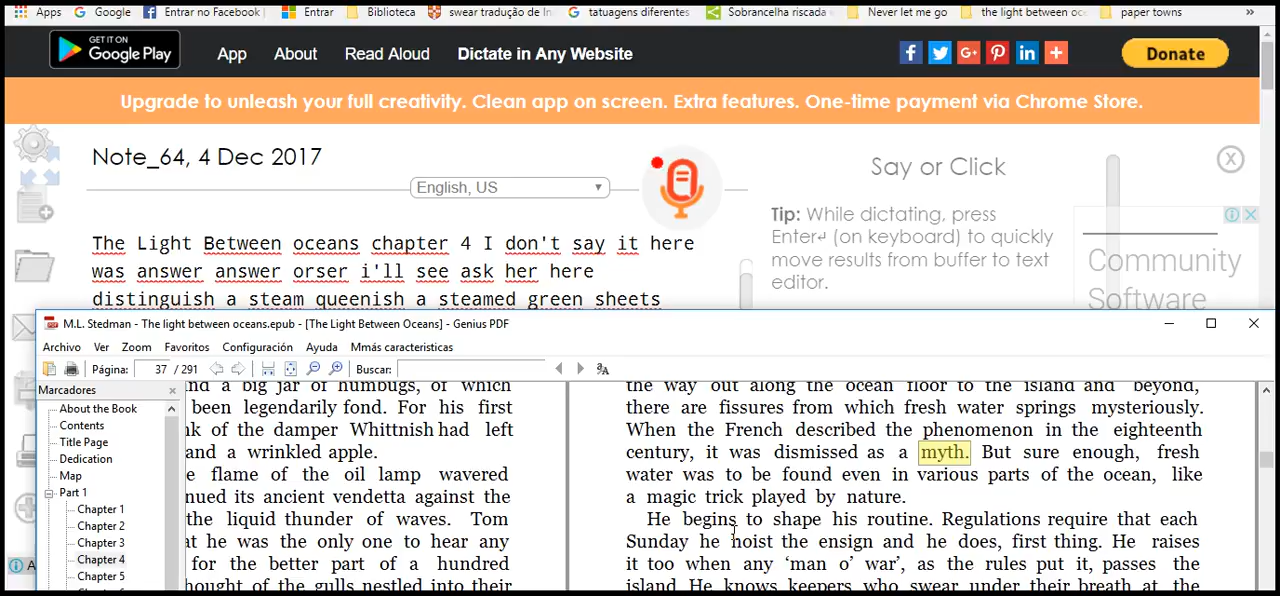 Apps Google Entrar no Facebook Entrar Biblioteca swear tradução de In tatuagens diferentes Sobrancelha riscada Never let me go the light between oc paper towns »
GET IT ON
Google Play
App About Read Aloud Dictate in Any Website
Donate
Upgrade to unleash your full creativity. Clean app on screen. Extra features. One-time payment via Chrome Store.
Note_64, 4 Dec 2017
English, US
The Light Between oceans chapter 4 I don't say it here
was answer answer orser i'll see ask her here
distinguish a steam queenish a steamed green sheets
Say or Click
Tip: While dictating, press
Enter↵ (on keyboard) to quickly
move results from buffer to text
editor.
Community
Software
M.L. Stedman - The light between oceans.epub - [The Light Between Oceans] - Genius PDF
Archivo Ver Zoom Favoritos Configuración Ayuda Mmás caracteristicas
Página: 37 / 291 Buscar:
Marcadores
About the Book
Contents
Title Page
Dedication
Map
Part 1
Chapter 1
Chapter 2
Chapter 3
Chapter 4
Chapter 5
A
nd a big jar of humbugs, of which
been legendarily fond. For his first
nk of the damper Whittnish had left
and a wrinkled apple.
e flame of the oil lamp wavered
nued its ancient vendetta against the
the liquid thunder of waves. Tom
at he was the only one to hear any
for the better part of a hundred
hought of the gulls nestled into their
the way out along the ocean floor to the island and beyond,
there are fissures from which fresh water springs mysteriously.
When the French described the phenomenon in the eighteenth
century, it was dismissed as a myth. But sure enough, fresh
water was to be found even in various parts of the ocean, like
a magic trick played by nature.
He begins to shape his routine. Regulations require that each
Sunday he hoist the ensign and he does, first thing. He raises
it too when any ‘man o’ war’, as the rules put it, passes the
island. He knows keepers who swear under their breath at the